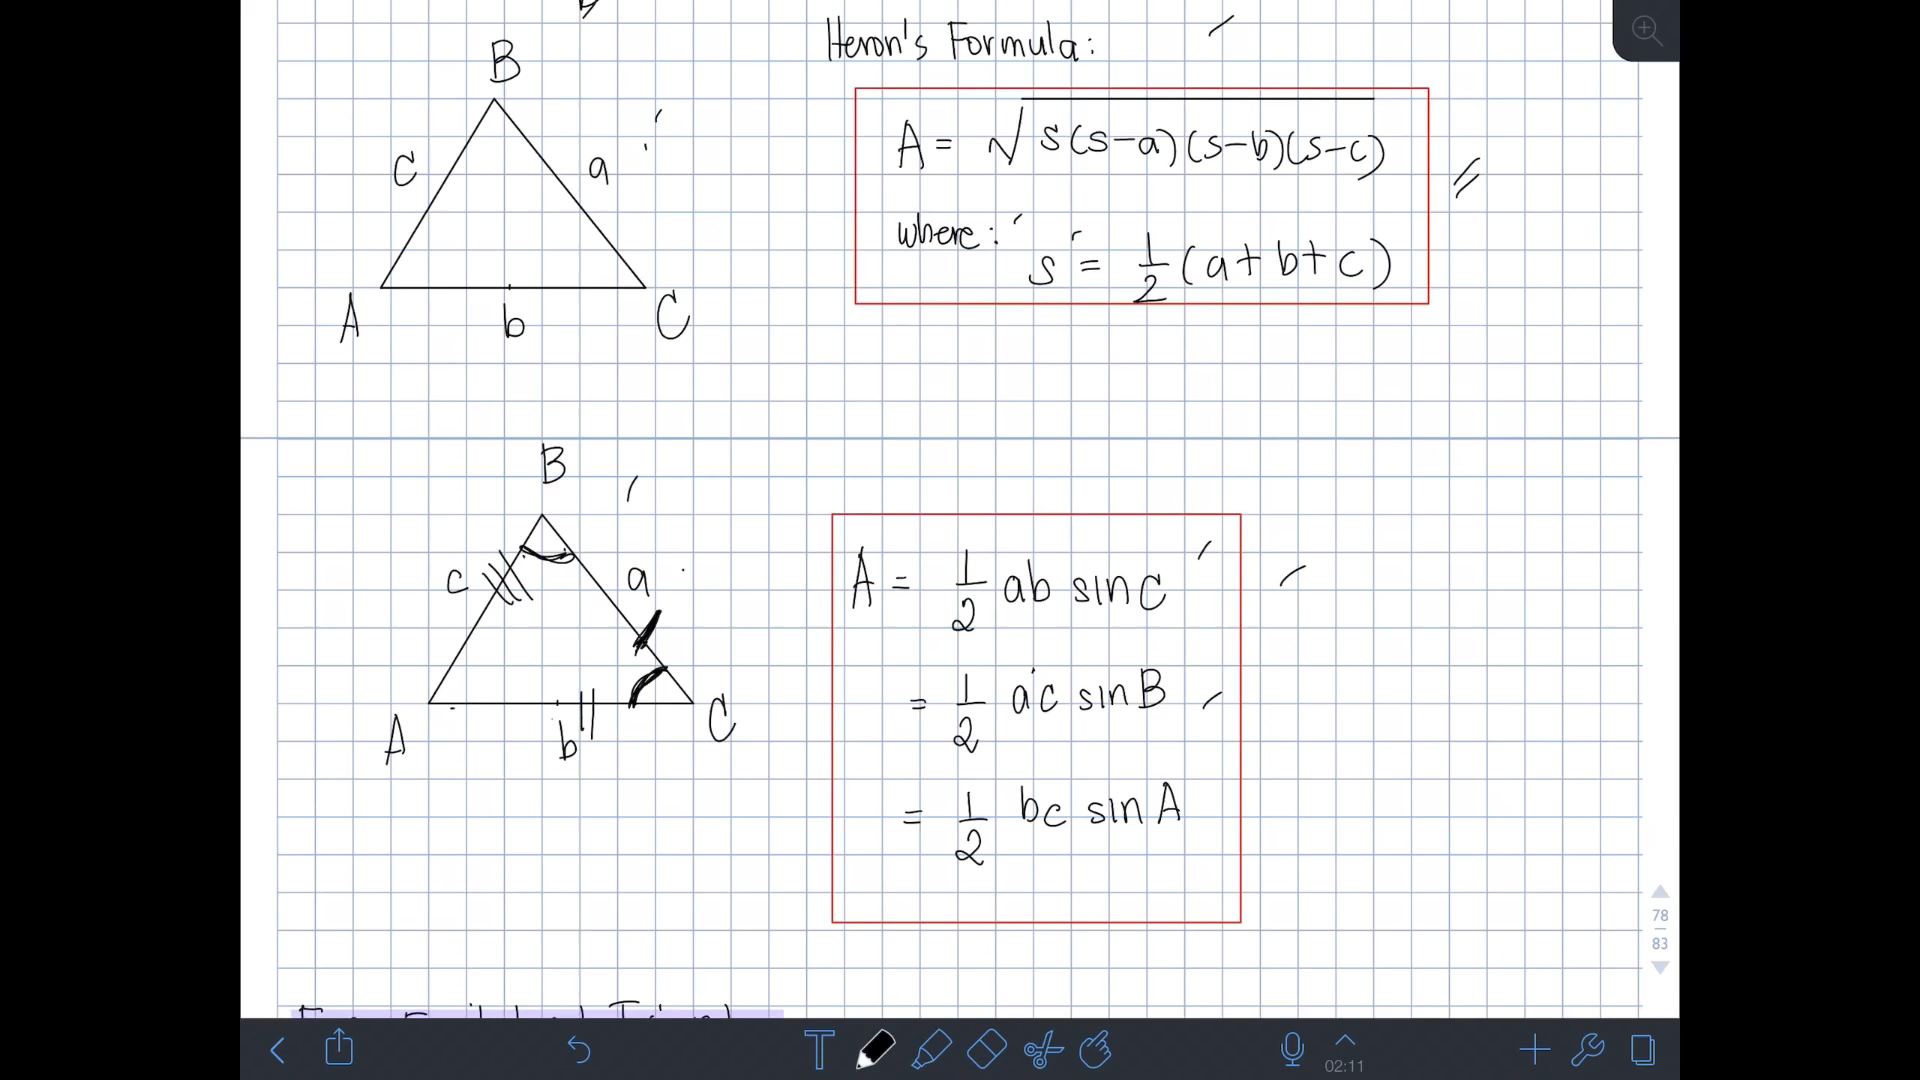 Heron's Formula:
B
c
a
A
b
C
A = √s(s-a)(s-b)(s-c)
where:
s = 1/2 (a+b+c)
B
c
a
A
b
C
A = 1/2 ab sin C
= 1/2 ac sin B
= 1/2 bc sin A
78
83
T
02:11